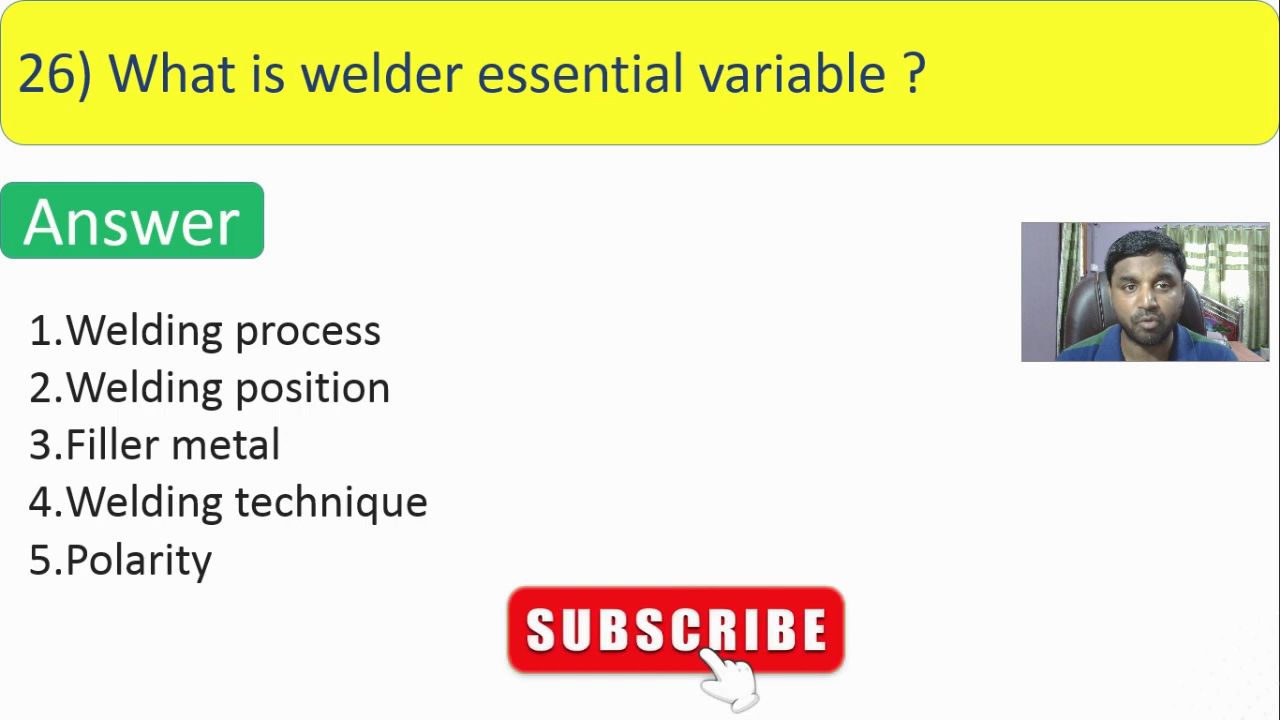 26) What is welder essential variable ?
Answer
1.Welding process
2.Welding position
3.Filler metal
4.Welding technique
5.Polarity
SUBSCRIBE